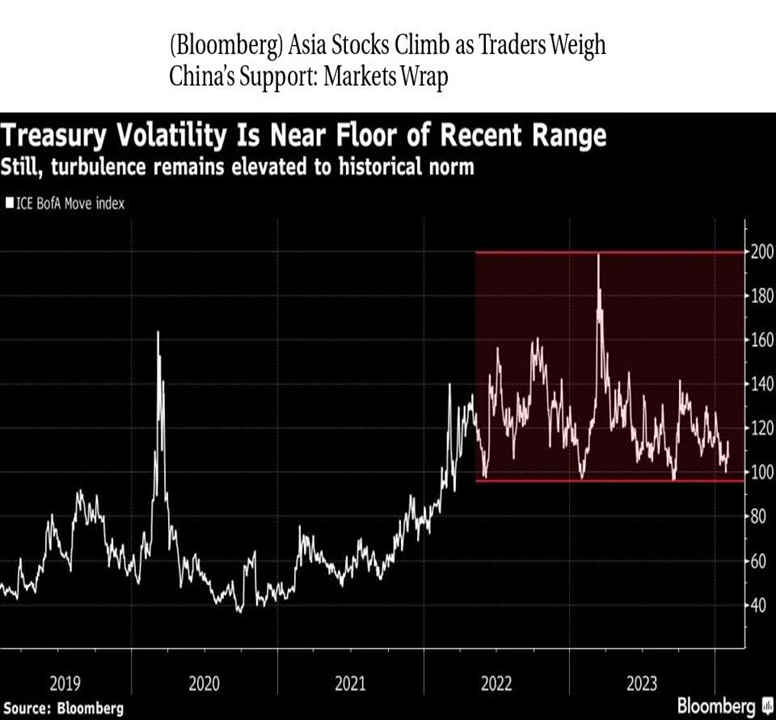 (Bloomberg) Asia Stocks Climb as Traders Weigh
China’s Support: Markets Wrap
Treasury Volatility Is Near Floor of Recent Range
Still, turbulence remains elevated to historical norm
ICE BofA Move index
200
180
160
140
120
100
80
60
40
2019 2020 2021 2022 2023
Source: Bloomberg
Bloomberg